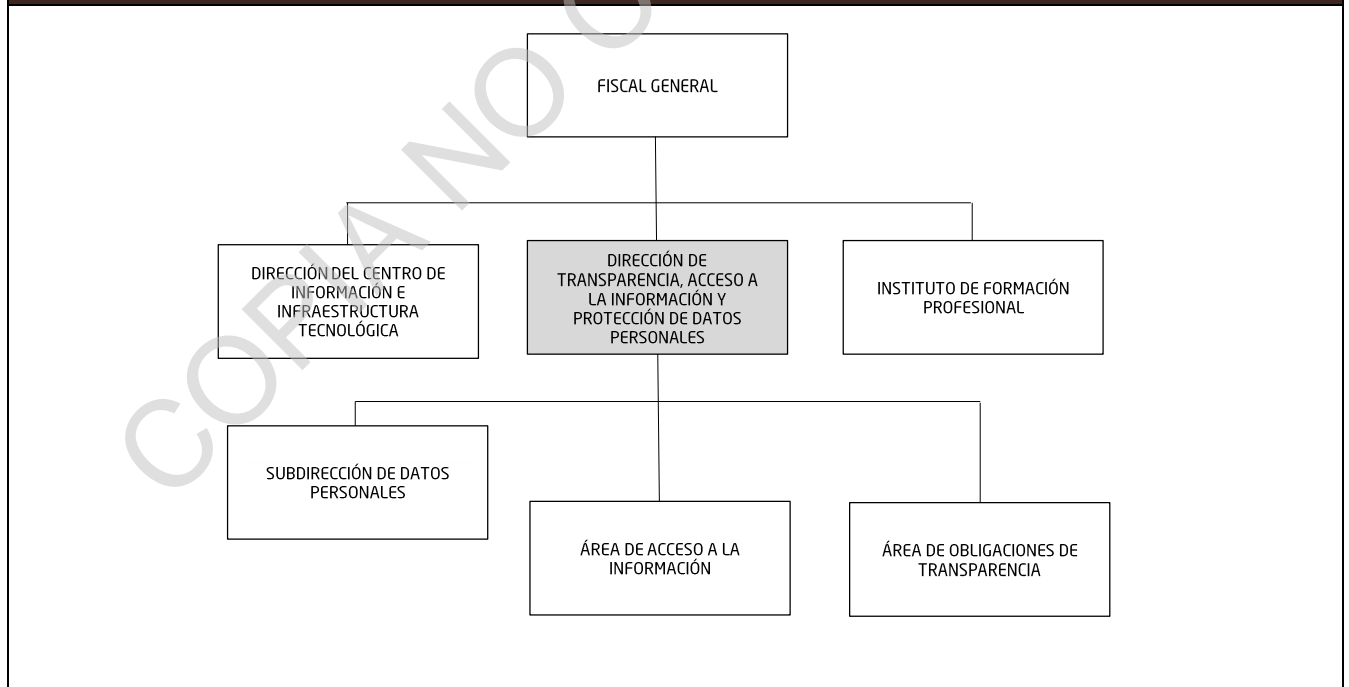 FISCAL GENERAL
DIRECCIÓN DEL CENTRO DE
INFORMACIÓN E
INFRAESTRUCTURA
TECNOLÓGICA
DIRECCIÓN DE
TRANSPARENCIA, ACCESO A
LA INFORMACIÓN Y
PROTECCIÓN DE DATOS
PERSONALES
INSTITUTO DE FORMACIÓN
PROFESIONAL
SUBDIRECCIÓN DE DATOS
PERSONALES
ÁREA DE ACCESO A LA
INFORMACIÓN
ÁREA DE OBLIGACIONES DE
TRANSPARENCIA
COPIA NO